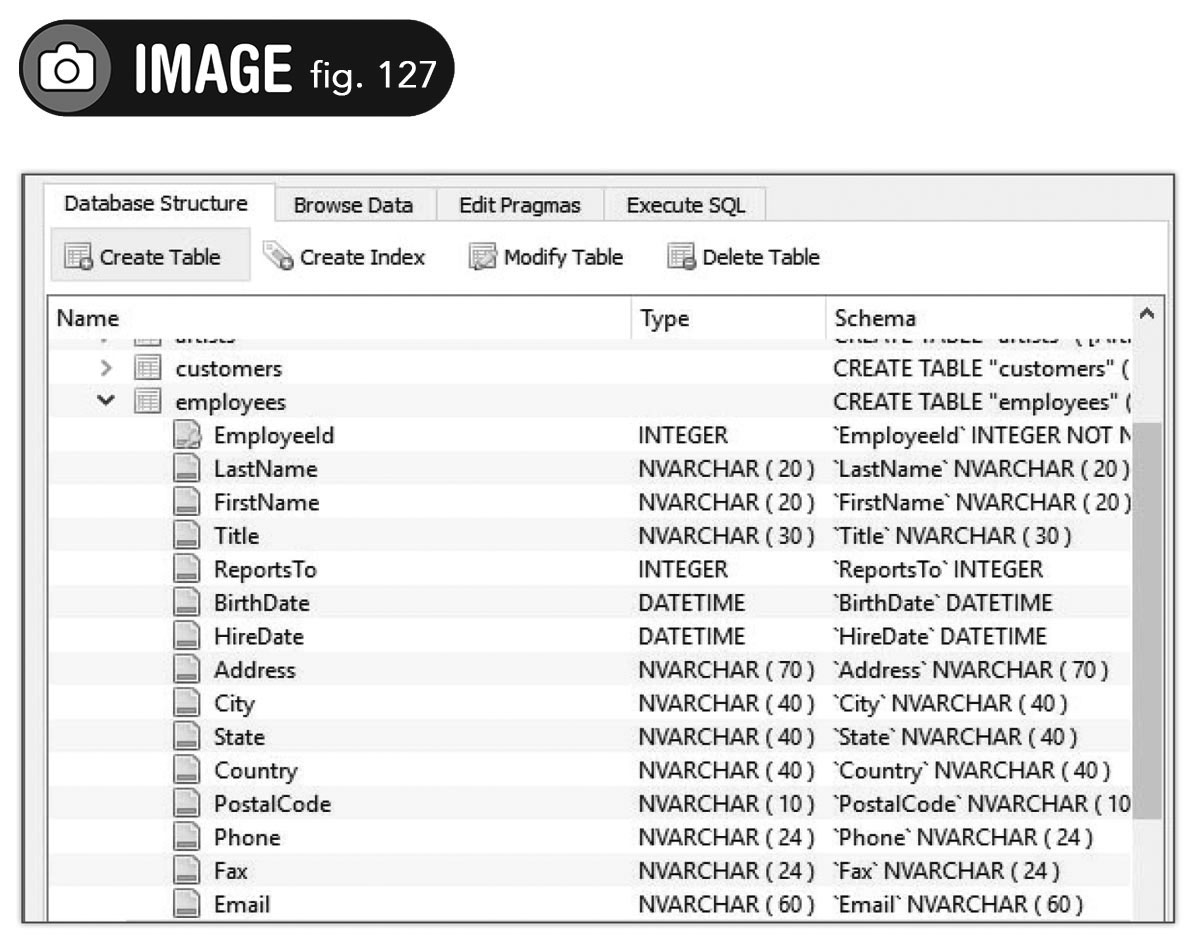 IMAGE fig. 127
Database Structure Browse Data Edit Pragmas Execute SQL
Create Table Create Index Modify Table Delete Table
Name Type Schema
artists CREATE TABLE "artists" (
customers CREATE TABLE "customers" (
employees CREATE TABLE "employees" (
EmployeeId INTEGER `EmployeeId` INTEGER NOT N
LastName NVARCHAR ( 20 ) `LastName` NVARCHAR ( 20 )
FirstName NVARCHAR ( 20 ) `FirstName` NVARCHAR ( 20 )
Title NVARCHAR ( 30 ) `Title` NVARCHAR ( 30 )
ReportsTo INTEGER `ReportsTo` INTEGER
BirthDate DATETIME `BirthDate` DATETIME
HireDate DATETIME `HireDate` DATETIME
Address NVARCHAR ( 70 ) `Address` NVARCHAR ( 70 )
City NVARCHAR ( 40 ) `City` NVARCHAR ( 40 )
State NVARCHAR ( 40 ) `State` NVARCHAR ( 40 )
Country NVARCHAR ( 40 ) `Country` NVARCHAR ( 40 )
PostalCode NVARCHAR ( 10 ) `PostalCode` NVARCHAR ( 10
Phone NVARCHAR ( 24 ) `Phone` NVARCHAR ( 24 )
Fax NVARCHAR ( 24 ) `Fax` NVARCHAR ( 24 )
Email NVARCHAR ( 60 ) `Email` NVARCHAR ( 60 )